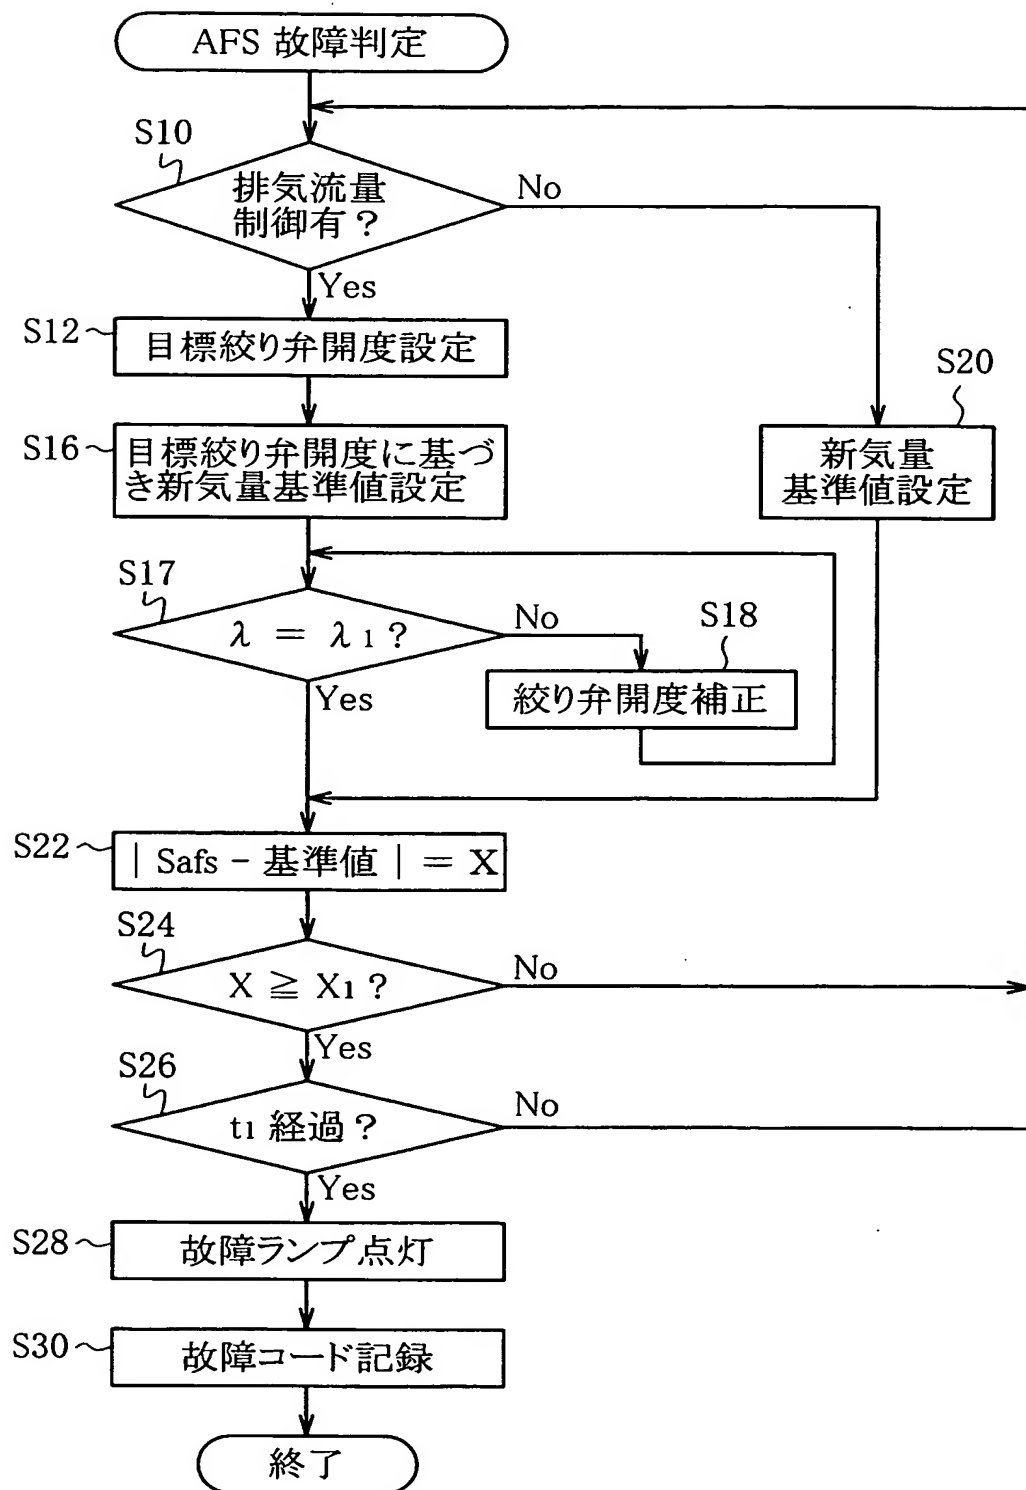 AFS 故障判定
S10
排気流量
制御有？
No
Yes
S12
目標絞り弁開度設定
S20
新気量
基準値設定
S16
目標絞り弁開度に基づ
き新気量基準値設定
S17
λ = λ1？
No
Yes
S18
絞り弁開度補正
S22
| Safs - 基準値 | = X
S24
X ≧ X1？
No
Yes
S26
t1 経過？
No
Yes
S28
故障ランプ点灯
S30
故障コード記録
終了